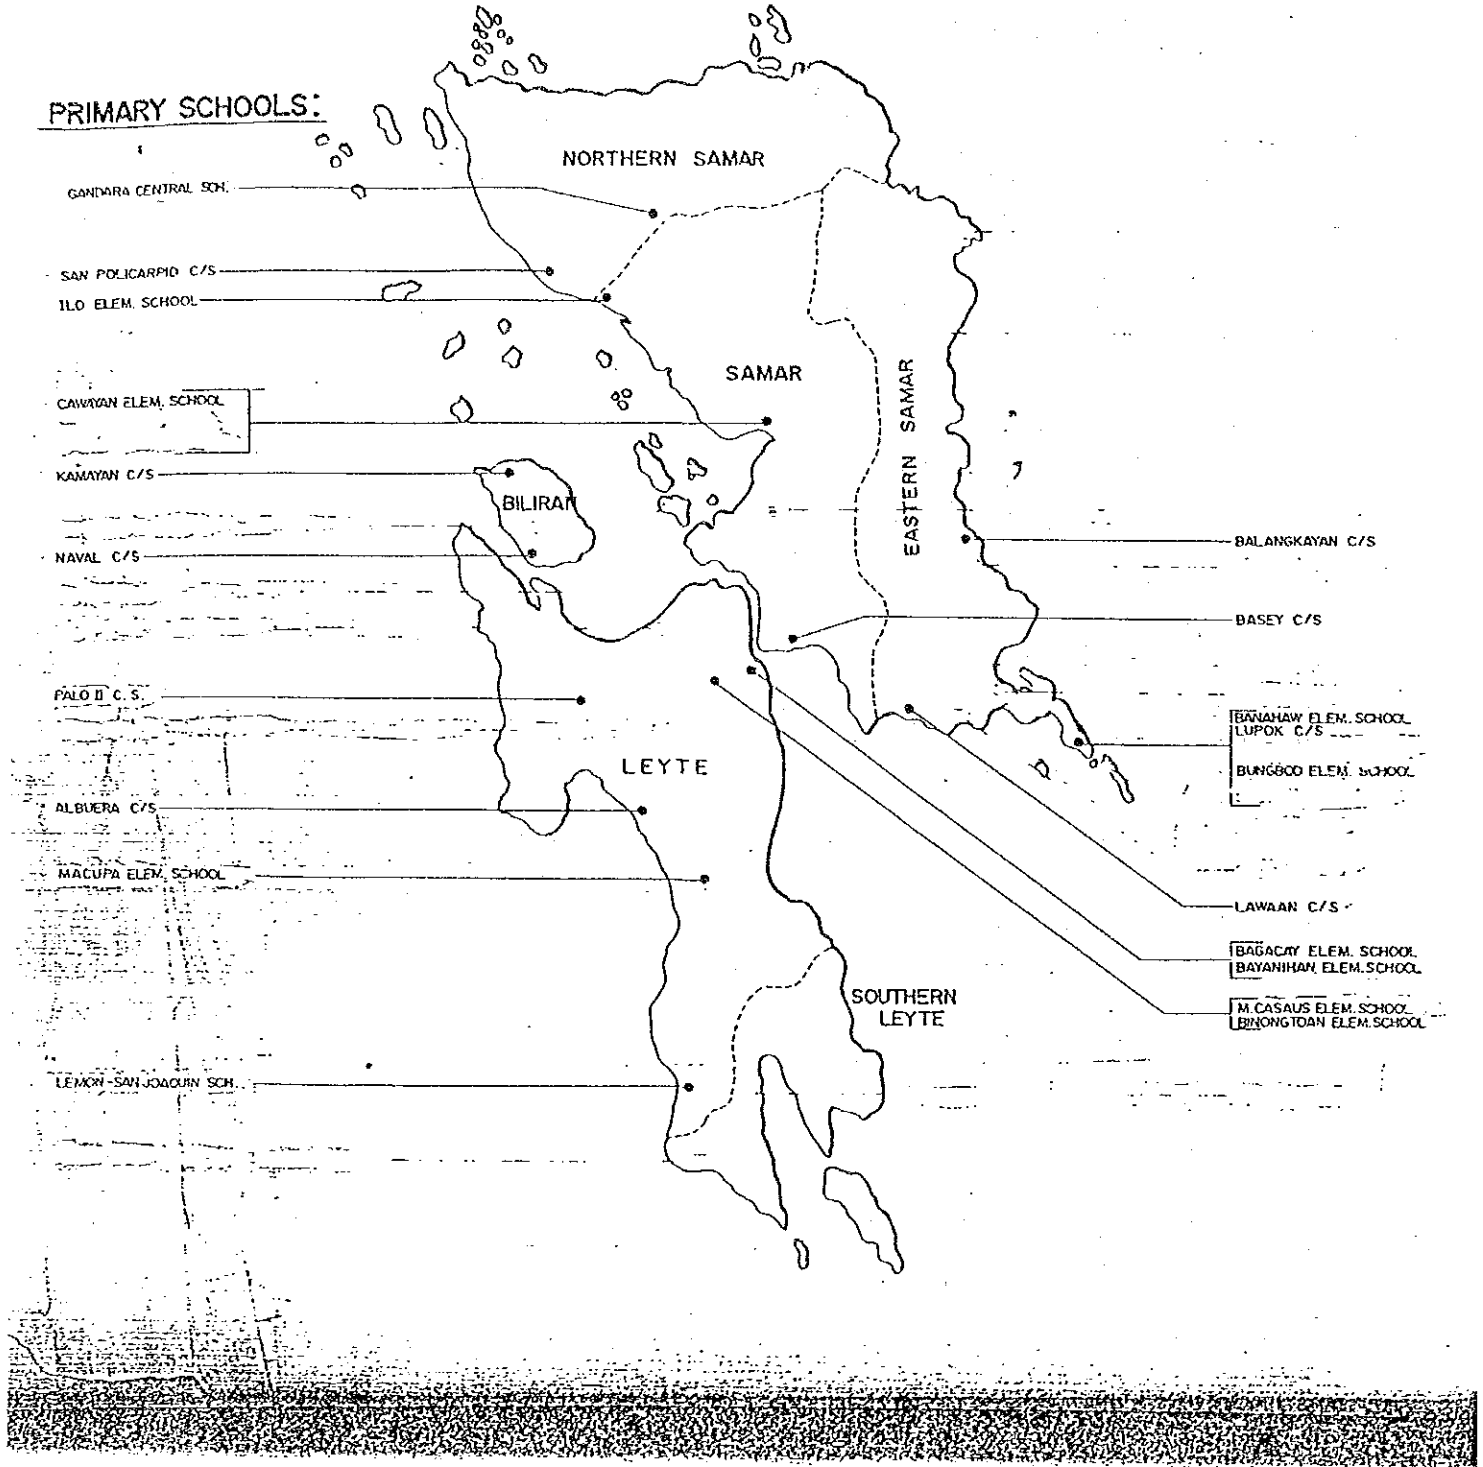 PRIMARY SCHOOLS:
NORTHERN SAMAR
GANDARA CENTRAL SCH.
SAN POLICARPIO C/S
ILO ELEM. SCHOOL
SAMAR
CAWAYAN ELEM. SCHOOL
EASTERN SAMAR
KAMAYAN C/S
BILIRAN
NAVAL C/S
BALANGKAYAN C/S
BASEY C/S
PALO II C.S.
BANAHAW ELEM. SCHOOL
LUPOK C/S
BUNGBOD ELEM. SCHOOL
LEYTE
ALBUERA C/S
MACUPA ELEM. SCHOOL
LAWAAN C/S
BAGACAY ELEM. SCHOOL
BAYANIHAN ELEM. SCHOOL
SOUTHERN
LEYTE
M. CASAUS ELEM. SCHOOL
BINONGTOAN ELEM. SCHOOL
LEMON-SAN JOAQUIN SCH.